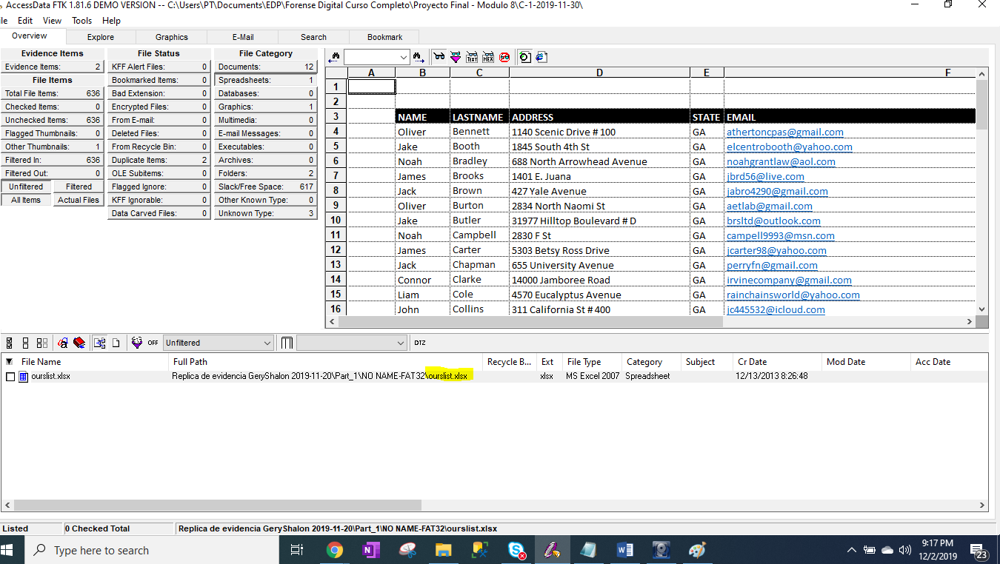 AccessData FTK 1.81.6 DEMO VERSION -- C:\Users\PT\Documents\EDP\Forense Digital Curso Completo\Proyecto Final - Modulo 8\C-1-2019-11-30\
ile Edit View Tools Help
Overview Explore Graphics E-Mail Search Bookmark
Evidence Items File Status File Category
Evidence Items: 2 KFF Alert Files: 0 Documents: 12
File Items Bookmarked Items: 0 Spreadsheets: 1
Total File Items: 636 Bad Extension: 0 Databases: 0
Checked Items: 0 Encrypted Files: 0 Graphics: 1
Unchecked Items: 636 From E-mail: 0 Multimedia: 0
Flagged Thumbnails: 0 Deleted Files: 0 E-mail Messages: 0
Other Thumbnails: 1 From Recycle Bin: 0 Executables: 0
Filtered In: 636 Duplicate Items: 2 Archives: 0
Filtered Out: 0 OLE Subitems: 0 Folders: 2
Unfiltered Filtered Flagged Ignore: 0 Slack/Free Space: 617
All Items Actual Files KFF Ignorable: 0 Other Known Type: 0
Data Carved Files: 0 Unknown Type: 3
TEXT HEX
A B C D E F
1
2
3 NAME LASTNAME ADDRESS STATE EMAIL
4 Oliver Bennett 1140 Scenic Drive # 100 GA athertoncpas@gmail.com
5 Jake Booth 1845 South 4th St GA elcentrobooth@yahoo.com
6 Noah Bradley 688 North Arrowhead Avenue GA noahgrantlaw@aol.com
7 James Brooks 1401 E. Juana GA jbrd56@live.com
8 Jack Brown 427 Yale Avenue GA jabro4290@gmail.com
9 Oliver Burton 2834 North Naomi St GA aetlab@gmail.com
10 Jake Butler 31977 Hilltop Boulevard # D GA brsltd@outlook.com
11 Noah Campbell 2830 F St GA campell9993@msn.com
12 James Carter 5303 Betsy Ross Drive GA jcarter98@yahoo.com
13 Jack Chapman 655 University Avenue GA perryfn@gmail.com
14 Connor Clarke 14000 Jamboree Road GA irvinecompany@gmail.com
15 Liam Cole 4570 Eucalyptus Avenue GA rainchainsworld@yahoo.com
16 John Collins 311 California St # 400 GA jc445532@icloud.com
OFF Unfiltered DTZ
File Name Full Path Recycle B... Ext File Type Category Subject Cr Date Mod Date Acc Date
ourslist.xlsx Replica de evidencia GeryShalon 2019-11-20\Part_1\NO NAME-FAT32\ourslist.xlsx xlsx MS Excel 2007 Spreadsheet 12/13/2013 8:26:48
Listed 0 Checked Total Replica de evidencia GeryShalon 2019-11-20\Part_1\NO NAME-FAT32\ourslist.xlsx
Type here to search
9:17 PM
12/2/2019
23